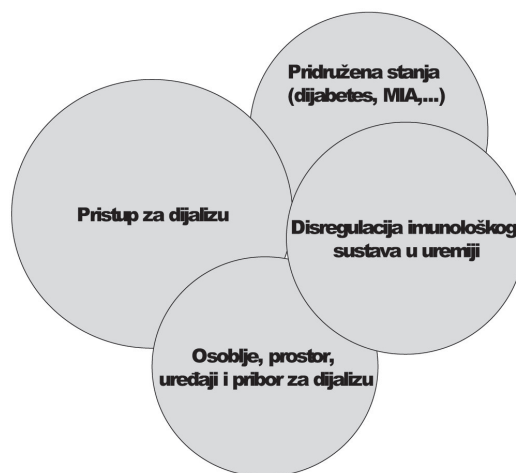 Pridružena stanja
(dijabetes, MIA,...)
Pristup za dijalizu
Disregulacija imunološkog
sustava u uremiji
Osoblje, prostor,
uređaji i pribor za dijalizu